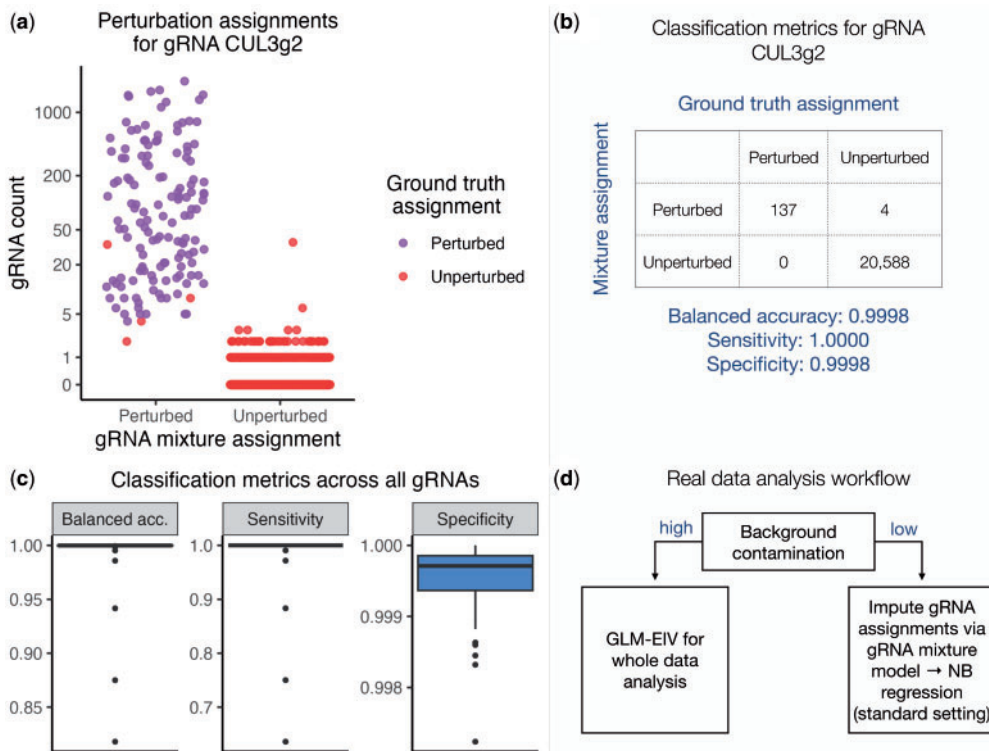 (a)
Perturbation assignments
for gRNA CUL3g2
gRNA count
1000
200
50
20
5
1
0
Perturbed
Unperturbed
gRNA mixture assignment
Ground truth
assignment
Perturbed
Unperturbed
(b)
Classification metrics for gRNA
CUL3g2
Ground truth assignment
Mixture assignment
Perturbed Unperturbed
Perturbed 137 4
Unperturbed 0 20,588
Balanced accuracy: 0.9998
Sensitivity: 1.0000
Specificity: 0.9998
(c)
Classification metrics across all gRNAs
Balanced acc.
1.00
0.95
0.90
0.85
Sensitivity
1.0
0.9
0.8
0.7
Specificity
1.000
0.999
0.998
(d)
Real data analysis workflow
high
Background
contamination
low
GLM-EIV for
whole data
analysis
Impute gRNA
assignments via
gRNA mixture
model → NB
regression
(standard setting)